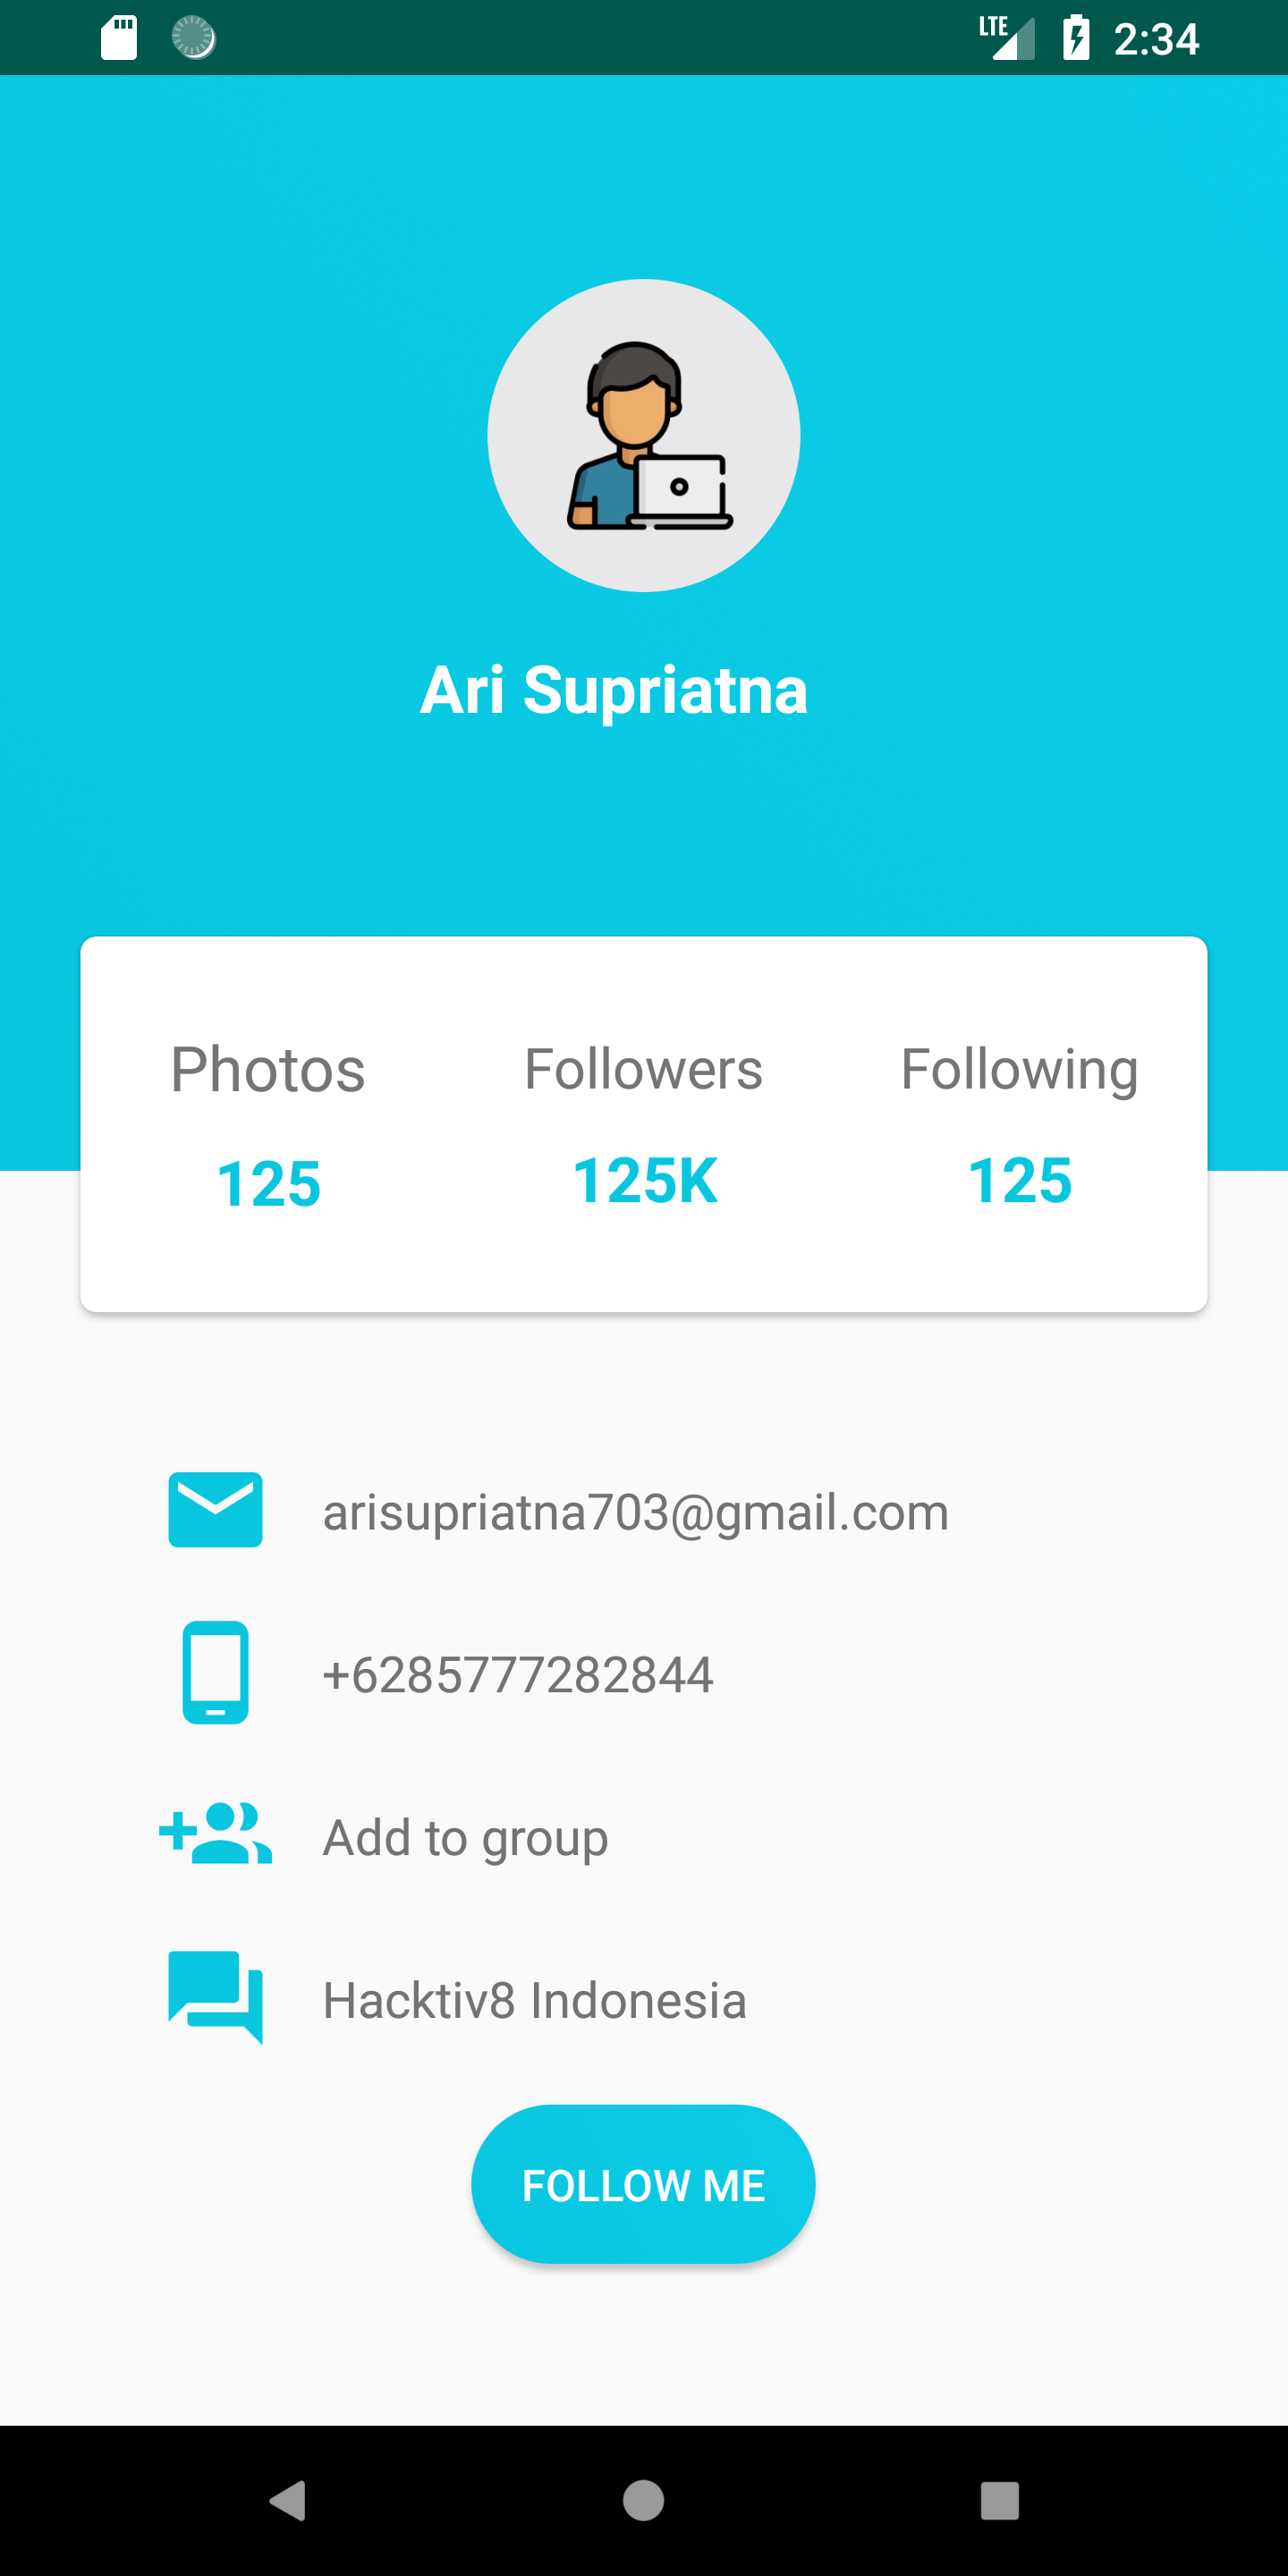 LTE 2:34
Ari Supriatna
Photos Followers Following
125 125K 125
arisupriatna703@gmail.com
+6285777282844
Add to group
Hacktiv8 Indonesia
FOLLOW ME